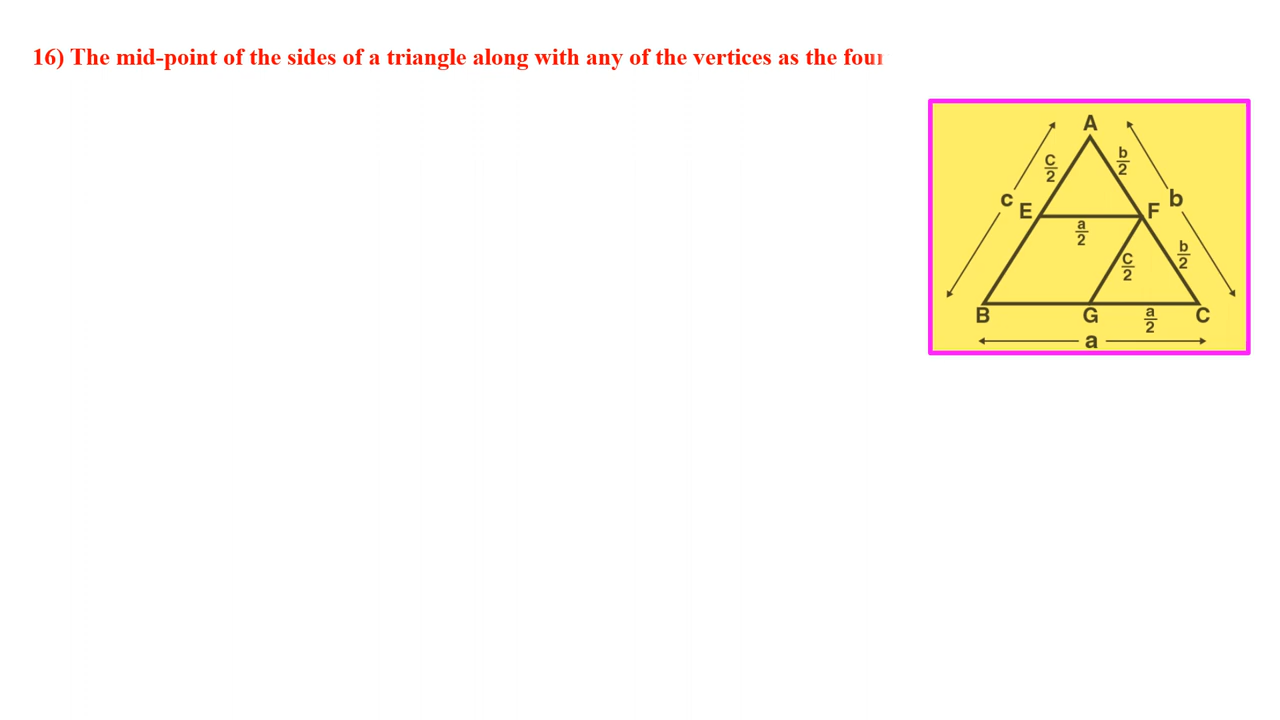 16) The mid-point of the sides of a triangle along with any of the vertices as the four
A
c/2
b/2
c
E
F
b
a/2
c/2
b/2
B
G
a/2
C
a